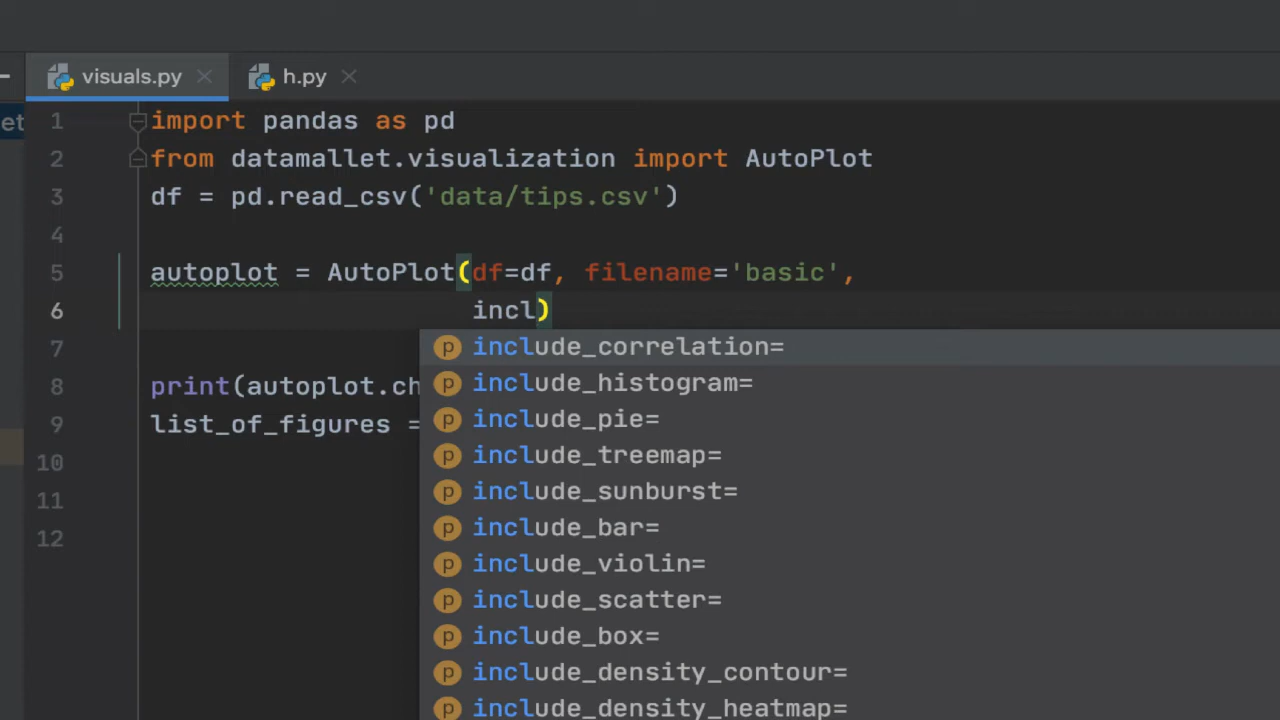 visuals.py
h.py
et
1 import pandas as pd
2 from datamallet.visualization import AutoPlot
3 df = pd.read_csv('data/tips.csv')
4
5 autoplot = AutoPlot(df=df, filename='basic',
6 incl)
p include_correlation=
7
p include_histogram=
8 print(autoplot.ch
p include_pie=
9 list_of_figures =
p include_treemap=
10
p include_sunburst=
11
p include_bar=
12
p include_violin=
p include_scatter=
p include_box=
p include_density_contour=
p include_density_heatmap=